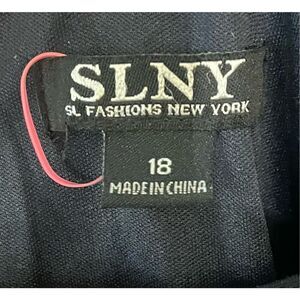 SLNY
SL FASHIONS NEW YORK
18
MADE IN CHINA